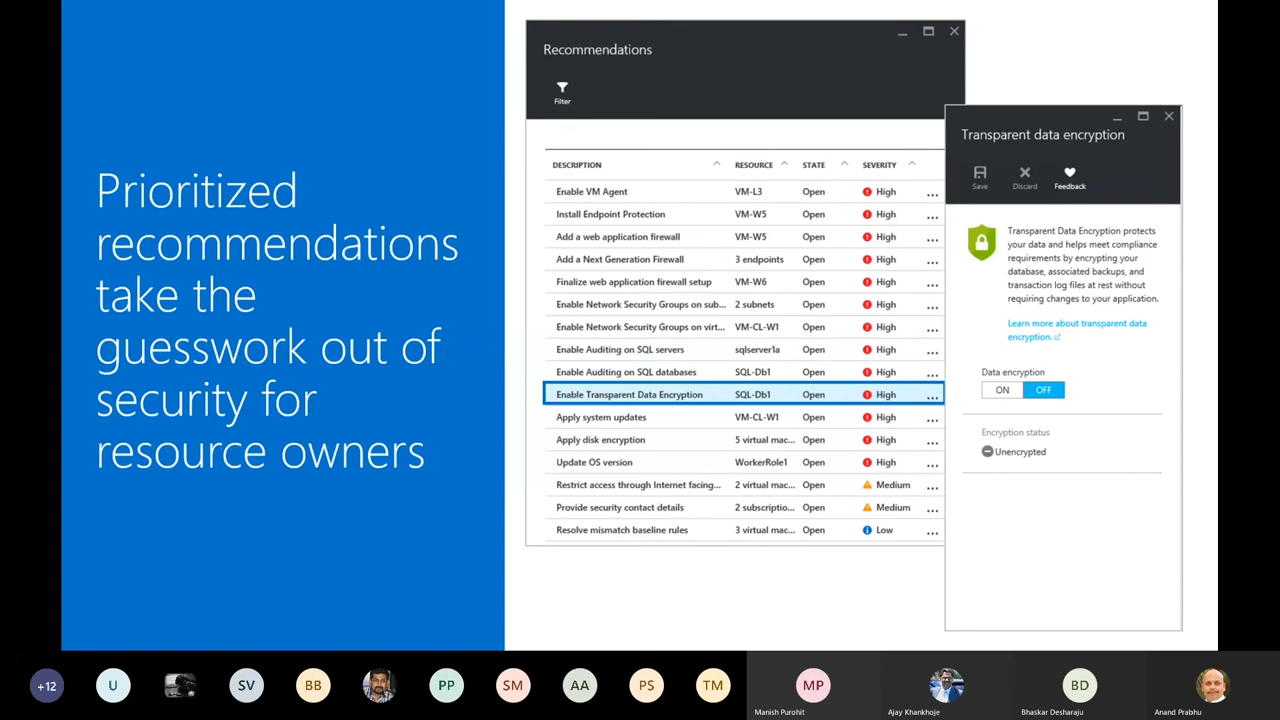 Prioritized
recommendations
take the
guesswork out of
security for
resource owners
Recommendations
Filter
DESCRIPTION RESOURCE STATE SEVERITY
Enable VM Agent VM-L3 Open High ...
Install Endpoint Protection VM-W5 Open High ...
Add a web application firewall VM-W5 Open High ...
Add a Next Generation Firewall 3 endpoints Open High ...
Finalize web application firewall setup VM-W6 Open High ...
Enable Network Security Groups on sub... 2 subnets Open High ...
Enable Network Security Groups on virt... VM-CL-W1 Open High ...
Enable Auditing on SQL servers sqlserver1a Open High ...
Enable Auditing on SQL databases SQL-Db1 Open High ...
Enable Transparent Data Encryption SQL-Db1 Open High ...
Apply system updates VM-CL-W1 Open High ...
Apply disk encryption 5 virtual mac... Open High ...
Update OS version WorkerRole1 Open High ...
Restrict access through Internet facing... 2 virtual mac... Open Medium ...
Provide security contact details 2 subscriptio... Open Medium ...
Resolve mismatch baseline rules 3 virtual mac... Open Low ...
Transparent data encryption
Save Discard Feedback
Transparent Data Encryption protects
your data and helps meet compliance
requirements by encrypting your
database, associated backups, and
transaction log files at rest without
requiring changes to your application.
Learn more about transparent data
encryption.
Data encryption
ON OFF
Encryption status
Unencrypted
+12 U SV BB PP SM AA PS TM MP BD
Manish Purohit Ajay Khankhoje Bhaskar Desharaju Anand Prabhu